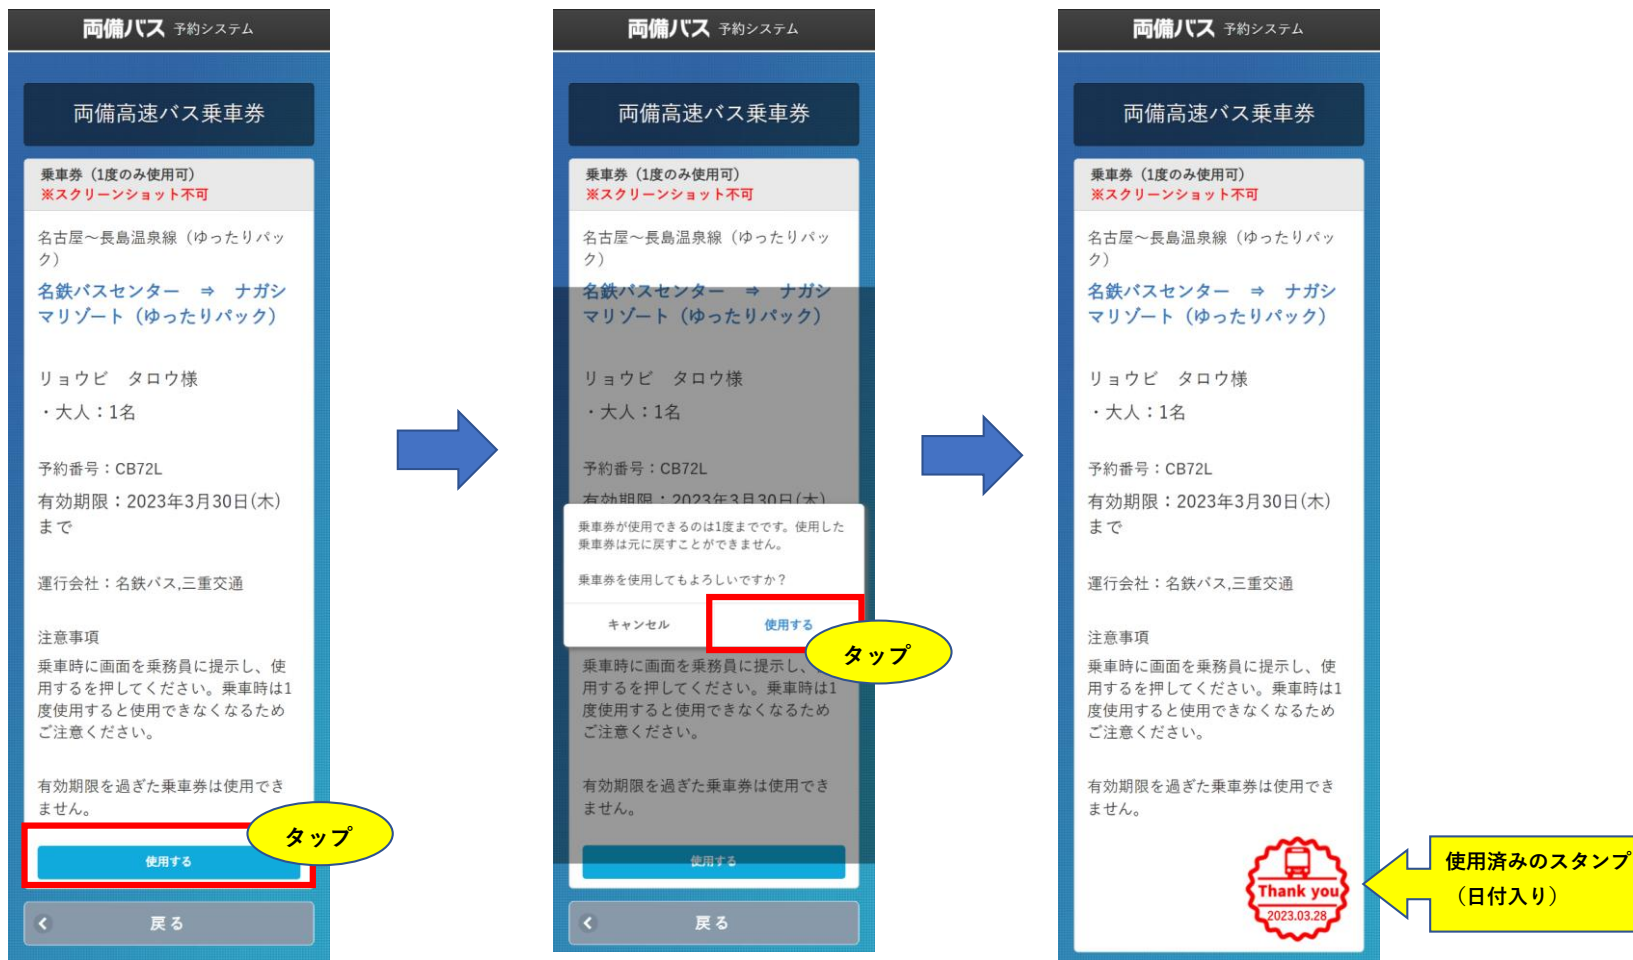 両備バス 予約システム
両備高速バス乗車券
乗車券（1度のみ使用可）
※スクリーンショット不可
名古屋～長島温泉線（ゆったりパッ
ク）
名鉄バスセンター ⇒ ナガシ
マリゾート（ゆったりパック）
リョウビ タロウ様
・大人：1名
予約番号：CB72L
有効期限：2023年3月30日(木)
まで
運行会社：名鉄バス,三重交通
注意事項
乗車時に画面を乗務員に提示し、使
用するを押してください。乗車時は1
度使用すると使用できなくなるため
ご注意ください。
有効期限を過ぎた乗車券は使用でき
ません。
使用する
タップ
戻る
両備バス 予約システム
両備高速バス乗車券
乗車券（1度のみ使用可）
※スクリーンショット不可
名古屋～長島温泉線（ゆったりパッ
ク）
名鉄バスセンター ⇒ ナガシ
マリゾート（ゆったりパック）
リョウビ タロウ様
・大人：1名
予約番号：CB72L
有効期限：2023年3月30日(木)
乗車券が使用できるのは1度までです。使用した
乗車券は元に戻すことができません。
乗車券を使用してもよろしいですか？
キャンセル 使用する
タップ
乗車時に画面を乗務員に提示し、
用するを押してください。乗車時は1
度使用すると使用できなくなるため
ご注意ください。
有効期限を過ぎた乗車券は使用でき
ません。
使用する
戻る
両備バス 予約システム
両備高速バス乗車券
乗車券（1度のみ使用可）
※スクリーンショット不可
名古屋～長島温泉線（ゆったりパッ
ク）
名鉄バスセンター ⇒ ナガシ
マリゾート（ゆったりパック）
リョウビ タロウ様
・大人：1名
予約番号：CB72L
有効期限：2023年3月30日(木)
まで
運行会社：名鉄バス,三重交通
注意事項
乗車時に画面を乗務員に提示し、使
用するを押してください。乗車時は1
度使用すると使用できなくなるため
ご注意ください。
有効期限を過ぎた乗車券は使用でき
ません。
Thank you
2023.03.28
使用済みのスタンプ
（日付入り）